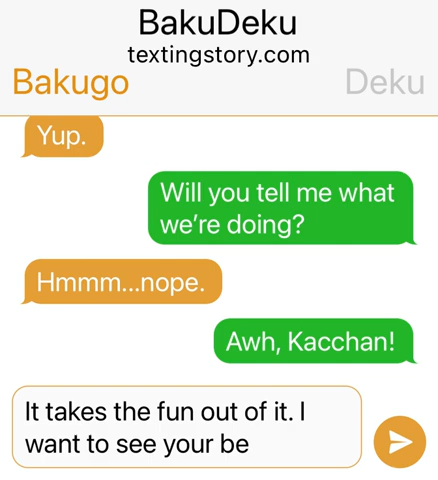 BakuDeku
textingstory.com
Bakugo
Deku
Yup.
Will you tell me what
we’re doing?
Hmmm...nope.
Awh, Kacchan!
It takes the fun out of it. I
want to see your be